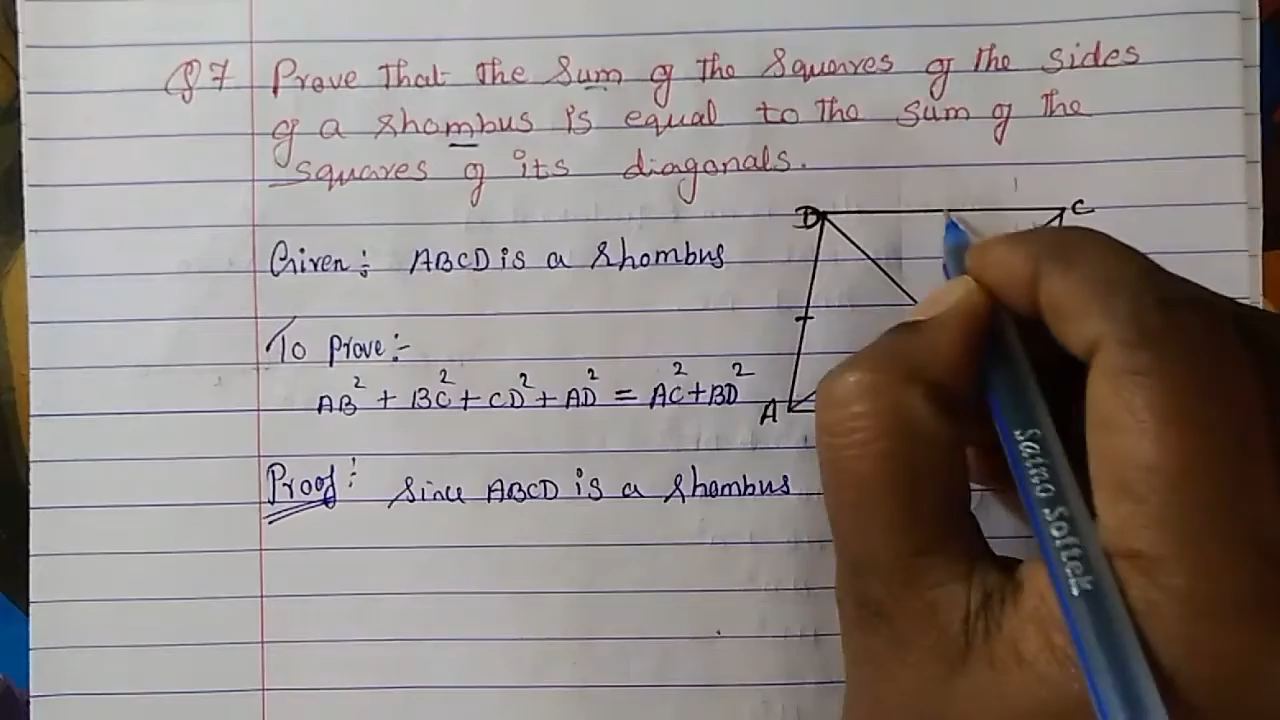 Q7 Prove that the Sum of the Squares of the sides
of a rhombus is equal to the sum of the
squares of its diagonals.
D C
Given: ABCD is a rhombus
To Prove:-
AB² + BC² + CD² + AD² = AC² + BD²
A
Proof: Since ABCD is a rhombus
Saino Softek